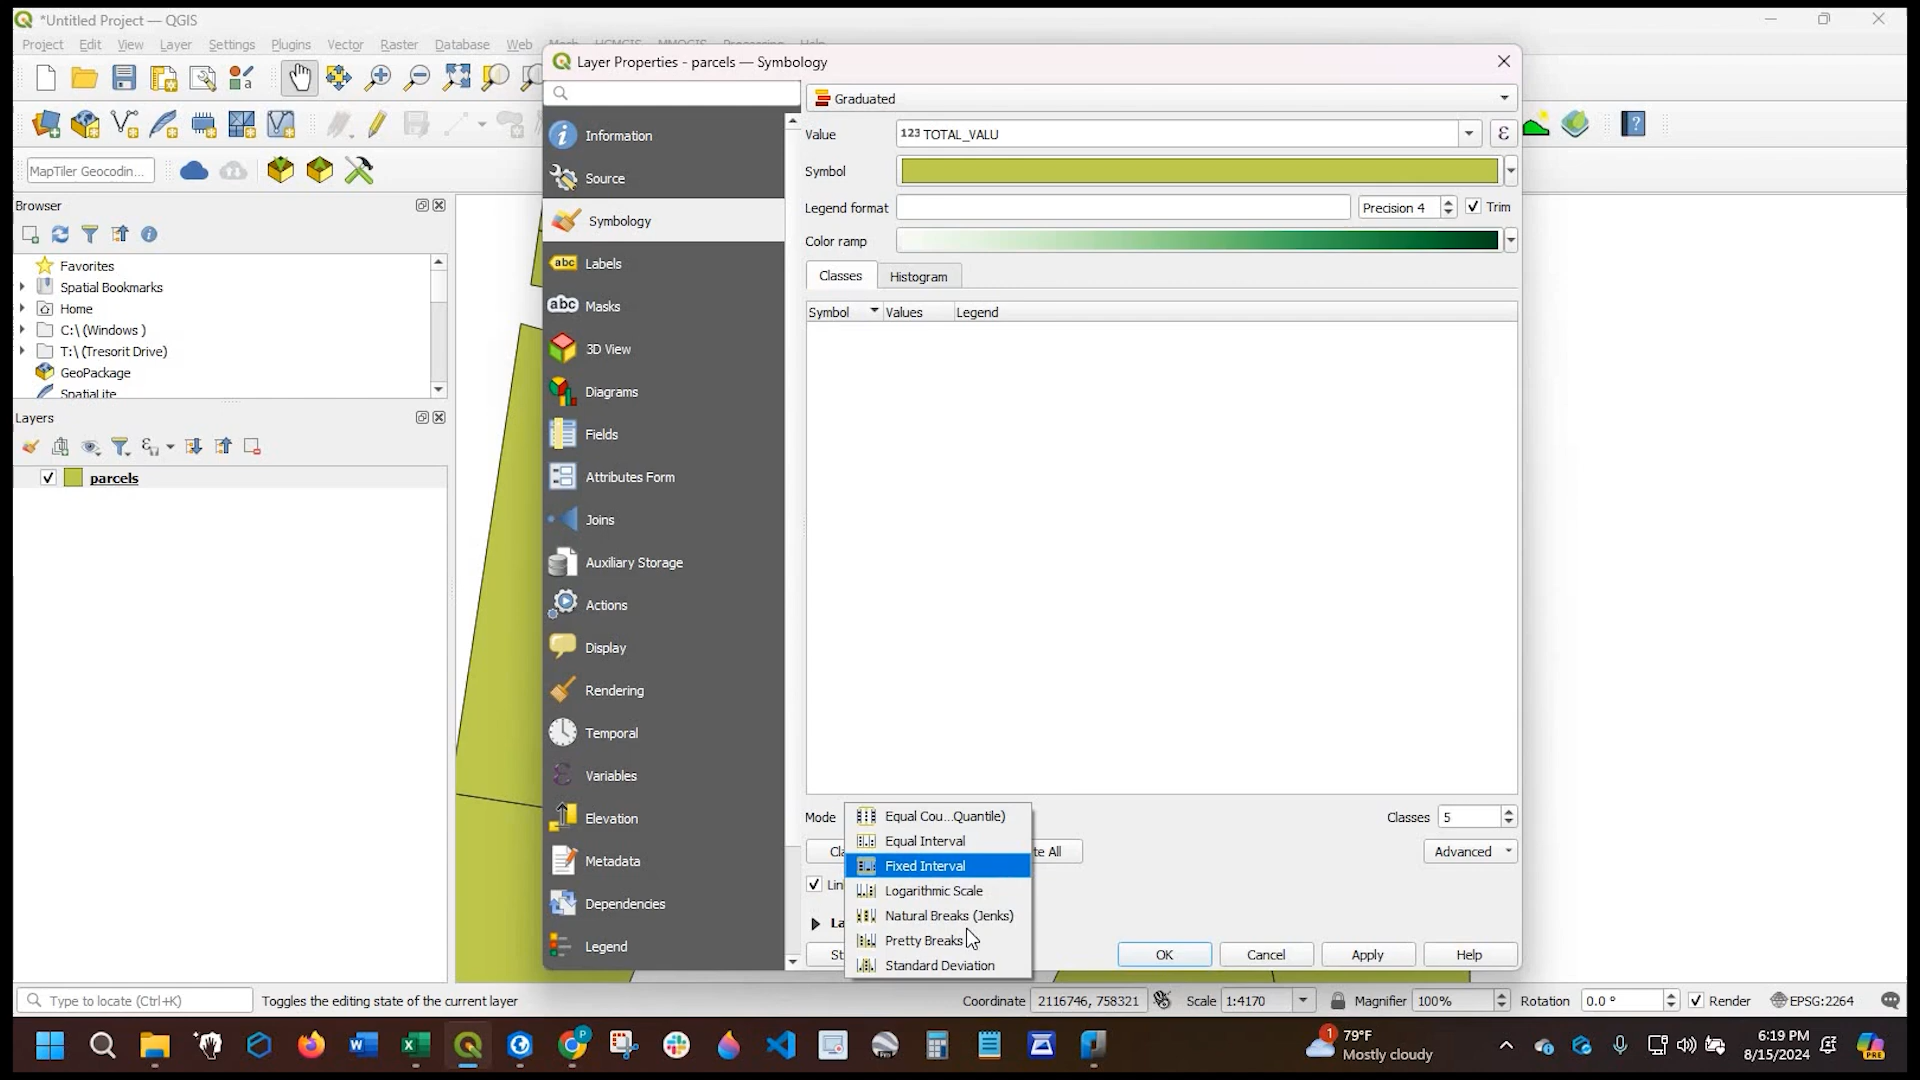 *Untitled Project — QGIS
Project Edit View Layer Settings Plugins Vector Raster Database Web
Layer Properties - parcels — Symbology
Graduated
Information
Value
123 TOTAL_VALU
ε
Source
Symbol
MapTiler Geocodin...
Legend format
Precision 4
Trim
Symbology
Browser
Color ramp
Labels
Classes
Histogram
Favorites
Spatial Bookmarks
Masks
Symbol
Values
Legend
Home
C:\ (Windows )
3D View
T:\ (Tresorit Drive)
GeoPackage
Diagrams
SpatiaLite
Layers
Fields
parcels
Attributes Form
Joins
Auxiliary Storage
Actions
Display
Rendering
Temporal
Variables
Elevation
Mode
Equal Cou...Quantile)
Classes
5
Equal Interval
Advanced
Metadata
Fixed Interval
Logarithmic Scale
Dependencies
Natural Breaks (Jenks)
Legend
Pretty Breaks
OK
Cancel
Apply
Help
Standard Deviation
Type to locate (Ctrl+K)
Toggles the editing state of the current layer
Coordinate
2116746, 758321
Scale
1:4170
Magnifier
100%
Rotation
0.0 °
Render
EPSG:2264
79°F
Mostly cloudy
6:19 PM
8/15/2024